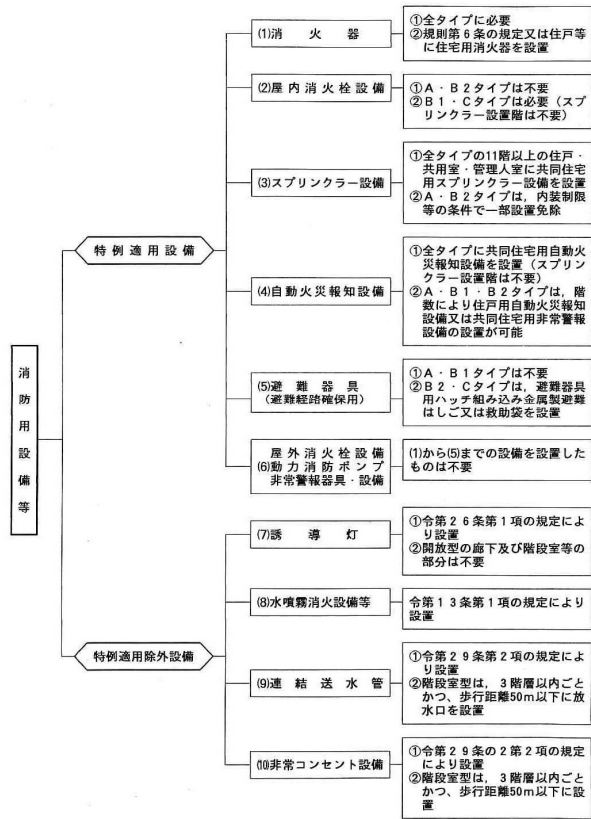 消防用設備等
特例適用設備
(1)消火器
①全タイプに必要
②規則第6条の規定又は住戸等
に住宅用消火器を設置
(2)屋内消火栓設備
①A・B2タイプは不要
②B1・Cタイプは必要（スプ
リンクラー設置階は不要）
(3)スプリンクラー設備
①全タイプの11階以上の住戸・
共用室・管理人室に共同住宅
用スプリンクラー設備を設置
②A・B2タイプは，内装制限
等の条件で一部設置免除
(4)自動火災報知設備
①全タイプに共同住宅用自動火
災報知設備を設置（スプリン
クラー設置階は不要）
②A・B1・B2タイプは，階
数により住戸用自動火災報知
設備又は共同住宅用非常警報
設備の設置が可能
(5)避難器具
（避難経路確保用）
①A・B1タイプは不要
②B2・Cタイプは，避難器具
用ハッチ組み込み金属製避難
はしご又は救助袋を設置
屋外消火栓設備
(6)動力消防ポンプ
非常警報器具・設備
(1)から(5)までの設備を設置した
ものは不要
特例適用除外設備
(7)誘導灯
①令第26条第1項の規定によ
り設置
②開放型の廊下及び階段室等の
部分は不要
(8)水噴霧消火設備等
令第13条第1項の規定により
設置
(9)連結送水管
①令第29条第2項の規定によ
り設置
②階段室型は，3階層以内ごと
かつ、歩行距離50m以下に放
水口を設置
(10)非常コンセント設備
①令第29条の2第2項の規定
により設置
②階段室型は，3階層以内ごと
かつ、歩行距離50m以下に設
置